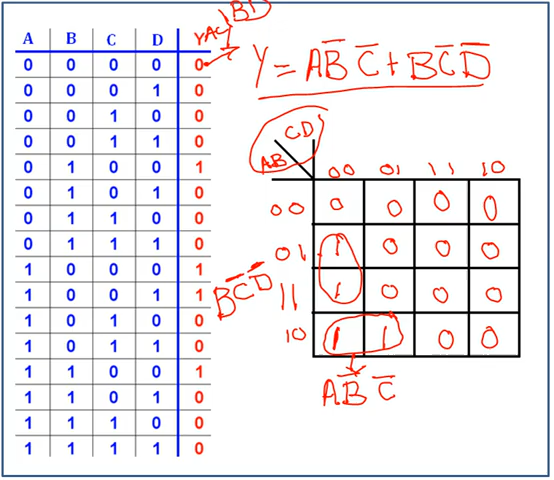 BD
A B C D YAC
0 0 0 0 0
0 0 0 1 0
0 0 1 0 0
0 0 1 1 0
0 1 0 0 1
0 1 0 1 0
0 1 1 0 0
0 1 1 1 0
1 0 0 0 1
1 0 0 1 1
1 0 1 0 0
1 0 1 1 0
1 1 0 0 1
1 1 0 1 0
1 1 1 0 0
1 1 1 1 0
Y = AB̅ C̅ + BC̅D̅
CD
AB
00 01 11 10
00 0 0 0 0
01 1 0 0 0
11 1 0 0 0
10 1 1 0 0
BC̅D̅
AB̅ C̅